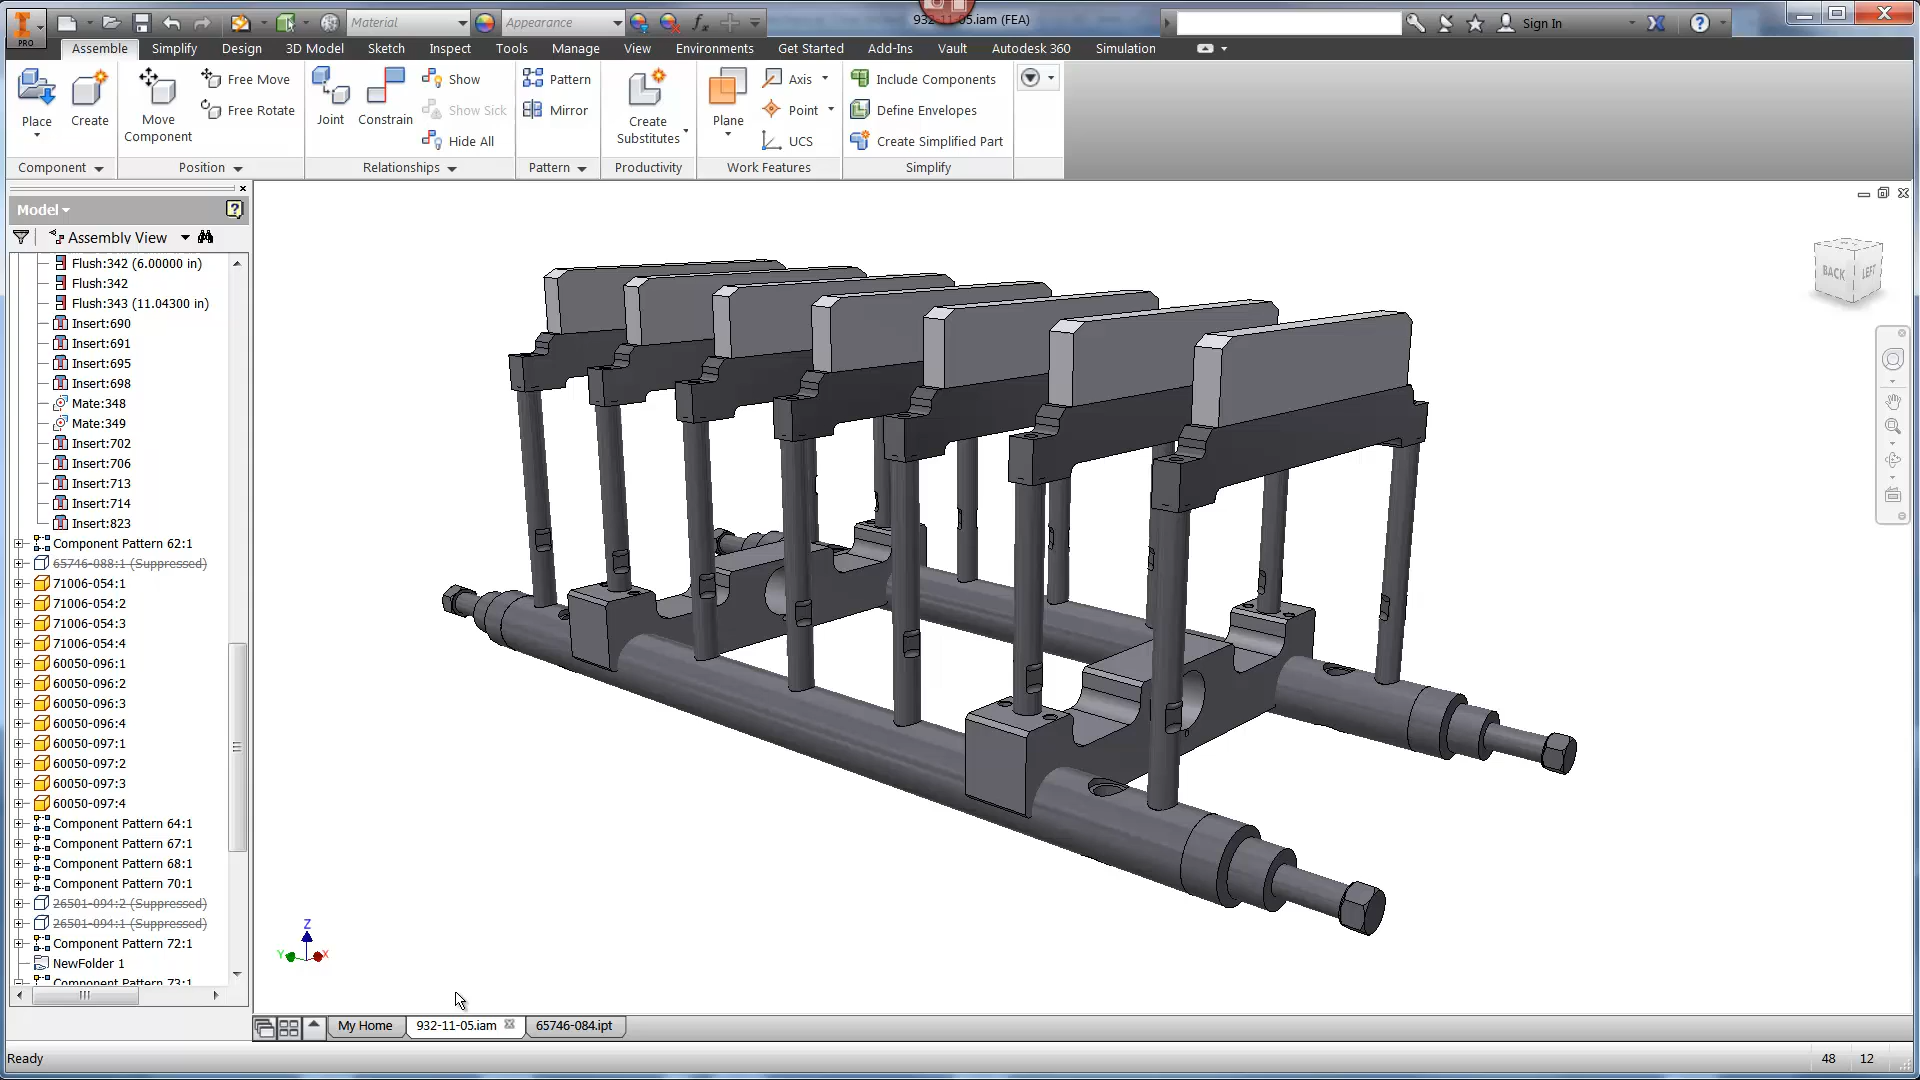 PRO
Material
Appearance
932-11-05.iam (FEA)
Sign In
Assemble
Simplify
Design
3D Model
Sketch
Inspect
Tools
Manage
View
Environments
Get Started
Add-Ins
Vault
Autodesk 360
Simulation
Place
Create
Move Component
Free Move
Free Rotate
Joint
Constrain
Show
Show Sick
Hide All
Pattern
Mirror
Create Substitutes
Plane
Axis
Point
UCS
Include Components
Define Envelopes
Create Simplified Part
Component
Position
Relationships
Pattern
Productivity
Work Features
Simplify
Model
Assembly View
Flush:342 (6.00000 in)
Flush:342
Flush:343 (11.04300 in)
Insert:690
Insert:691
Insert:695
Insert:698
Mate:348
Mate:349
Insert:702
Insert:706
Insert:713
Insert:714
Insert:823
Component Pattern 62:1
65746-088:1 (Suppressed)
71006-054:1
71006-054:2
71006-054:3
71006-054:4
60050-096:1
60050-096:2
60050-096:3
60050-096:4
60050-097:1
60050-097:2
60050-097:3
60050-097:4
Component Pattern 64:1
Component Pattern 67:1
Component Pattern 68:1
Component Pattern 70:1
26501-094:2 (Suppressed)
26501-094:1 (Suppressed)
Component Pattern 72:1
NewFolder 1
Component Pattern 73:1
BACK
LEFT
Z
Y
X
My Home
932-11-05.iam
65746-084.ipt
Ready
48
12